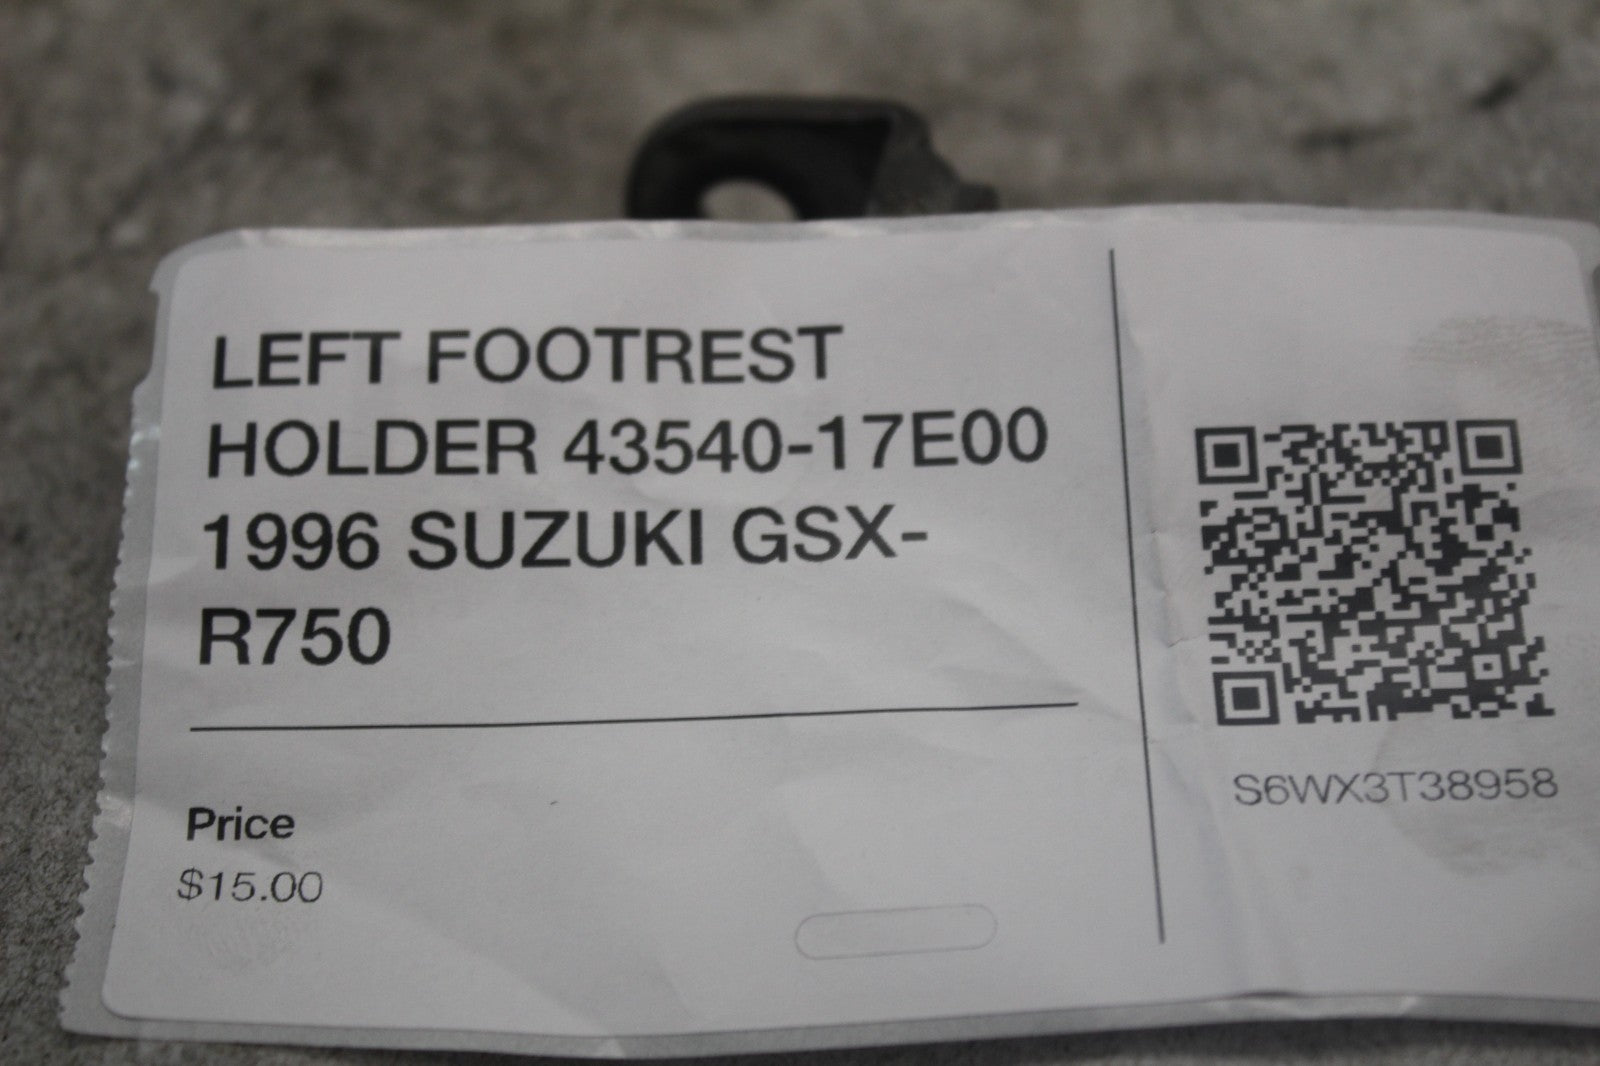 LEFT FOOTREST
HOLDER 43540-17E00
1996 SUZUKI GSX-
R750
Price
$15.00
S6WX3T38958